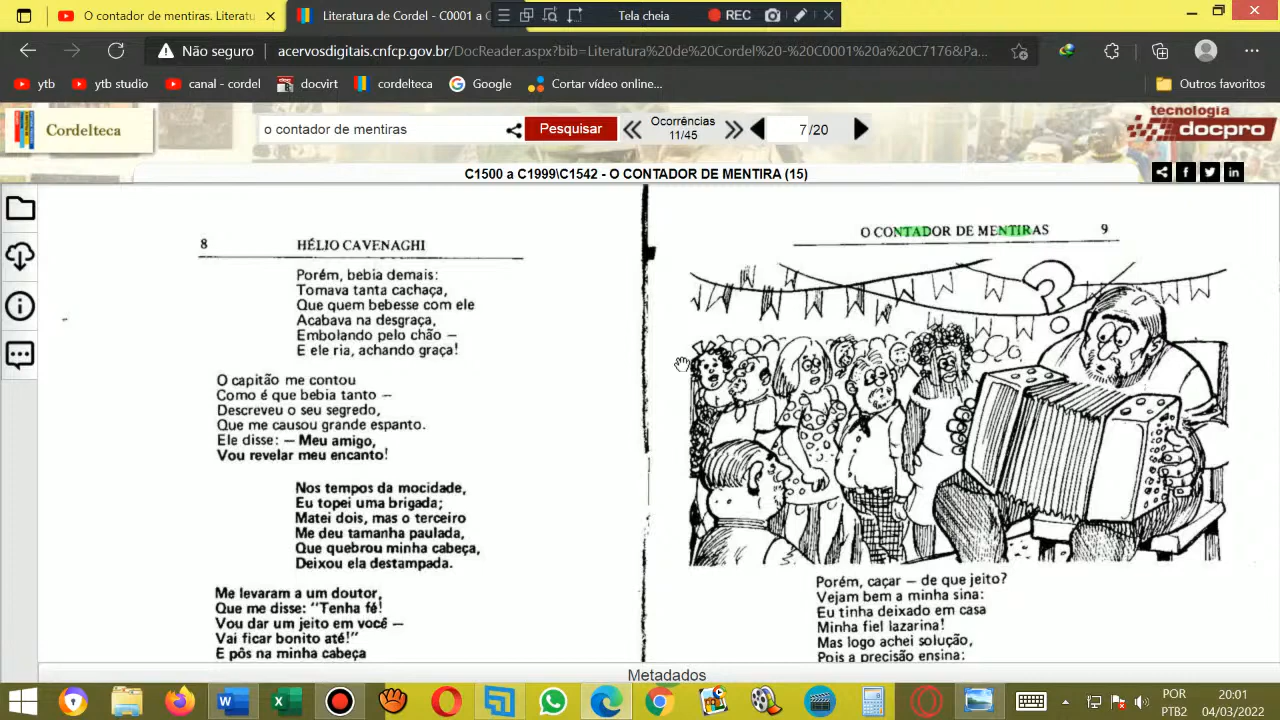 O contador de mentiras. Literatu
Literatura de Cordel - C0001 a C
Tela cheia
REC
Não seguro
acervosdigitais.cnfcp.gov.br/DocReader.aspx?bib=Literatura%20de%20Cordel%20-%20C0001%20a%20C7176&Pa...
ytb
ytb studio
canal - cordel
docvirt
cordelteca
Google
Cortar vídeo online...
Outros favoritos
Cordelteca
o contador de mentiras
Pesquisar
Ocorrências
11/45
7/20
tecnologia
docpro
C1500 a C1999\C1542 - O CONTADOR DE MENTIRA (15)
8 HÉLIO CAVENAGHI
Porém, bebia demais:
Tomava tanta cachaça,
Que quem bebesse com ele
Acabava na desgraça,
Embolando pelo chão —
E ele ria, achando graça!
O capitão me contou
Como é que bebia tanto —
Descreveu o seu segredo,
Que me causou grande espanto.
Ele disse: — Meu amigo,
Vou revelar meu encanto!
Nos tempos da mocidade,
Eu topei uma brigada;
Matei dois, mas o terceiro
Me deu tamanha paulada,
Que quebrou minha cabeça,
Deixou ela destampada.
Me levaram a um doutor,
Que me disse: "Tenha fé!
Vou dar um jeito em você —
Vai ficar bonito até!"
E pôs na minha cabeça
O CONTADOR DE MENTIRAS 9
?
Porém, caçar — de que jeito?
Vejam bem a minha sina:
Eu tinha deixado em casa
Minha fiel lazarina!
Mas logo achei solução,
Pois a precisão ensina:
Metadados
POR
PTB2
20:01
04/03/2022